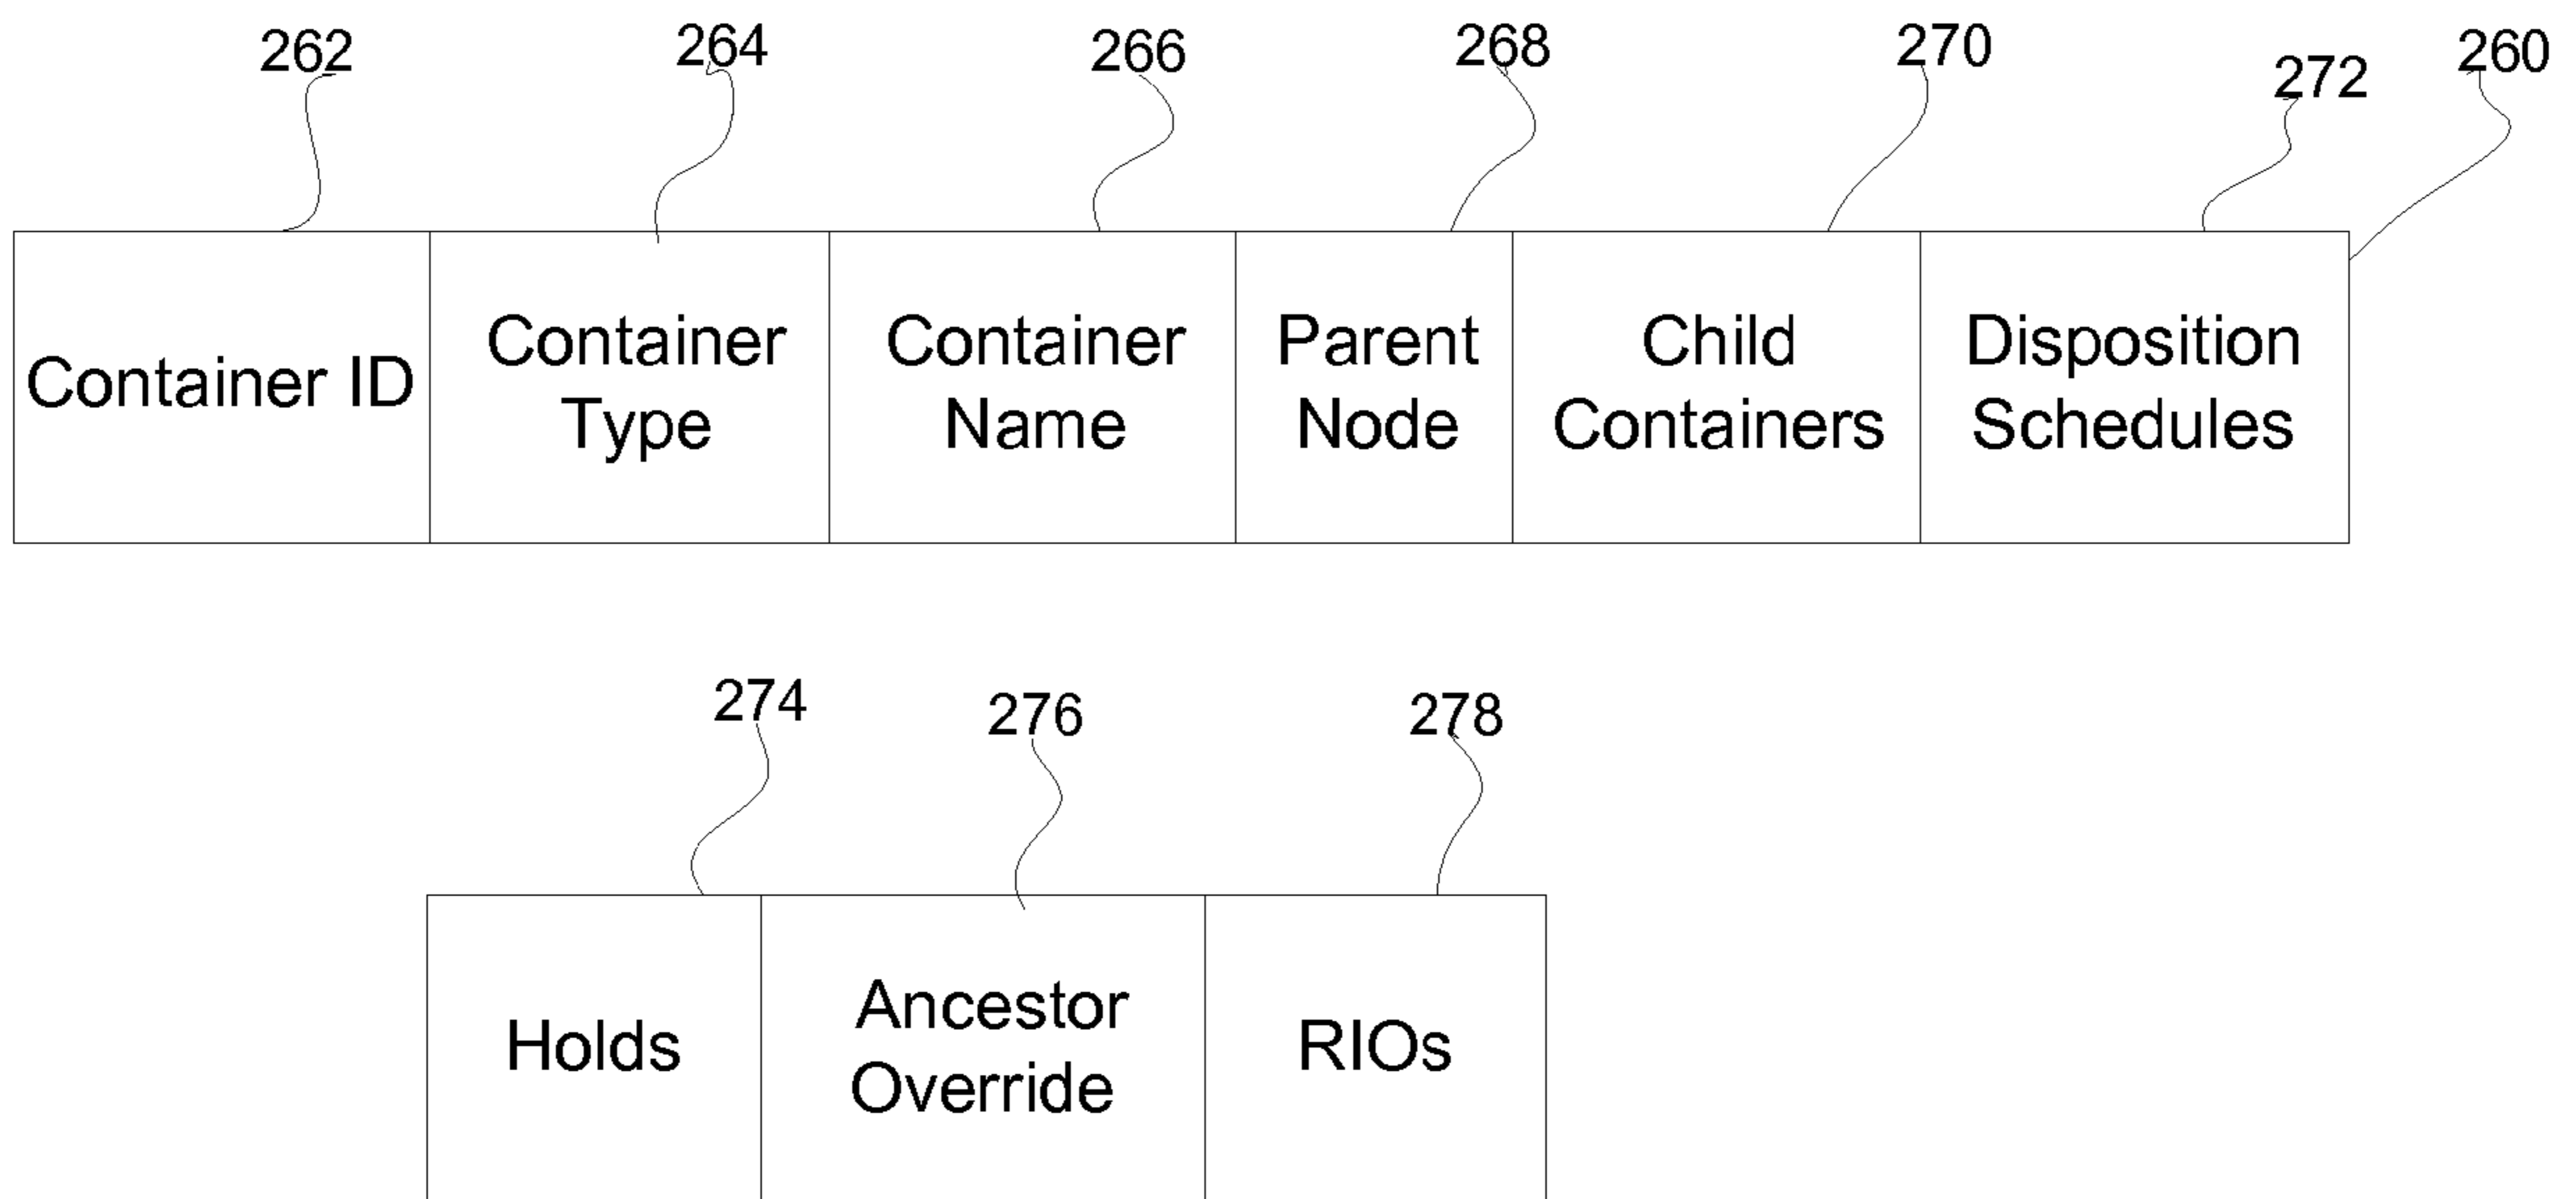 262
264
266
268
270
272
260
Container ID
Container
Type
Container
Name
Parent
Node
Child
Containers
Disposition
Schedules
274
276
278
Holds
Ancestor
Override
RIOs